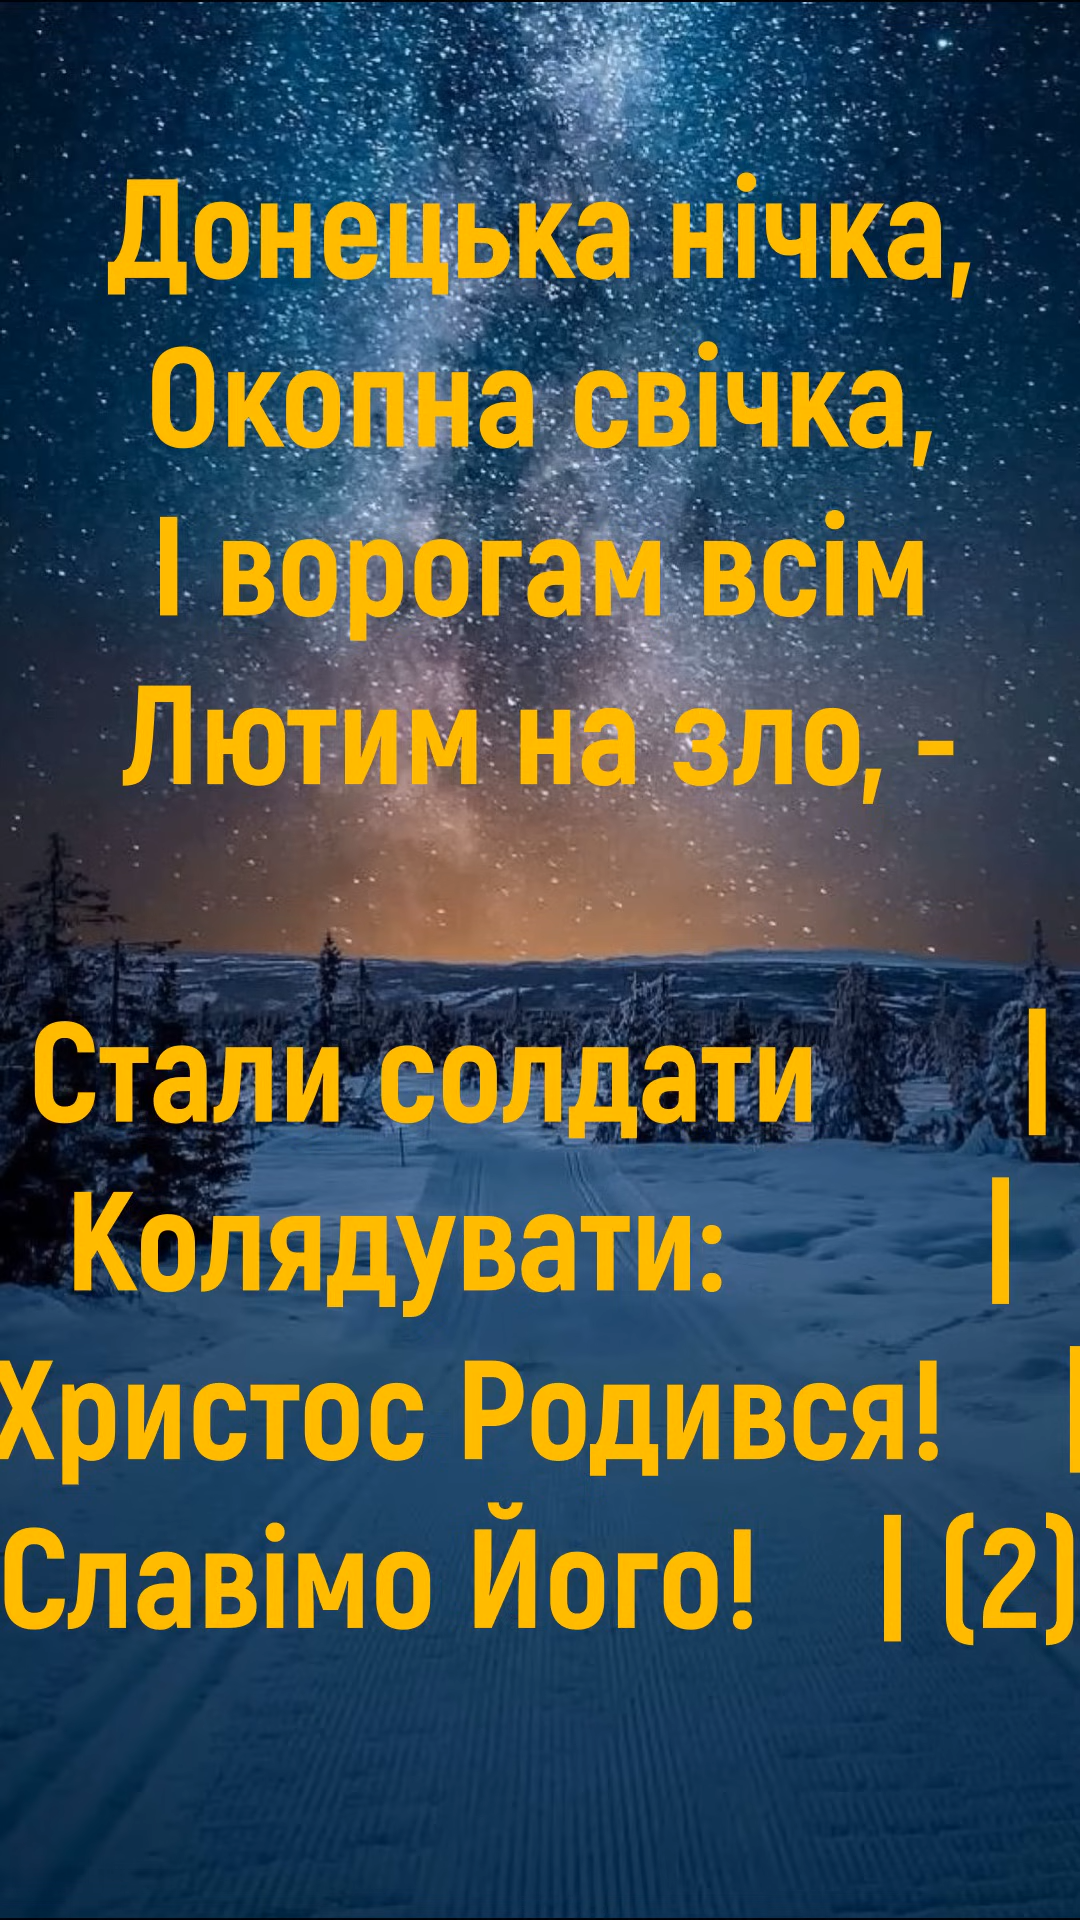 Донецька нічка,
Окопна свічка,
І ворогам всім
Лютим на зло, -
Стали солдати |
Колядувати: |
Христос Родився! |
Славімо Його! | (2)